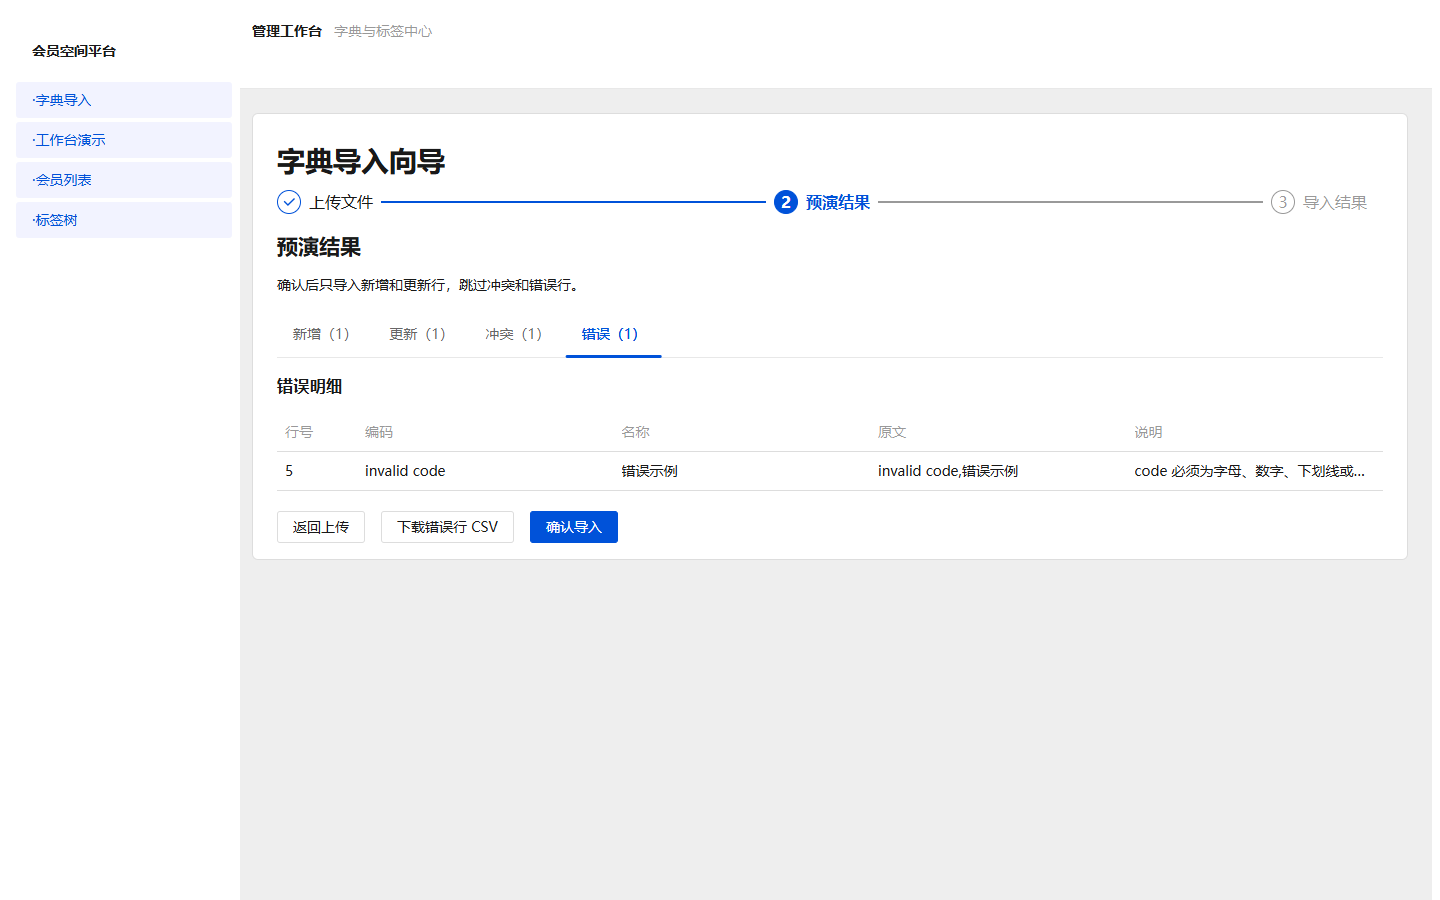 会员空间平台
·字典导入
·工作台演示
·会员列表
·标签树
管理工作台 字典与标签中心
字典导入向导
上传文件 2 预演结果 3 导入结果
预演结果
确认后只导入新增和更新行，跳过冲突和错误行。
新增（1） 更新（1） 冲突（1） 错误（1）
错误明细
行号 编码 名称 原文 说明
5 invalid code 错误示例 invalid code,错误示例 code 必须为字母、数字、下划线或...
返回上传 下载错误行 CSV 确认导入